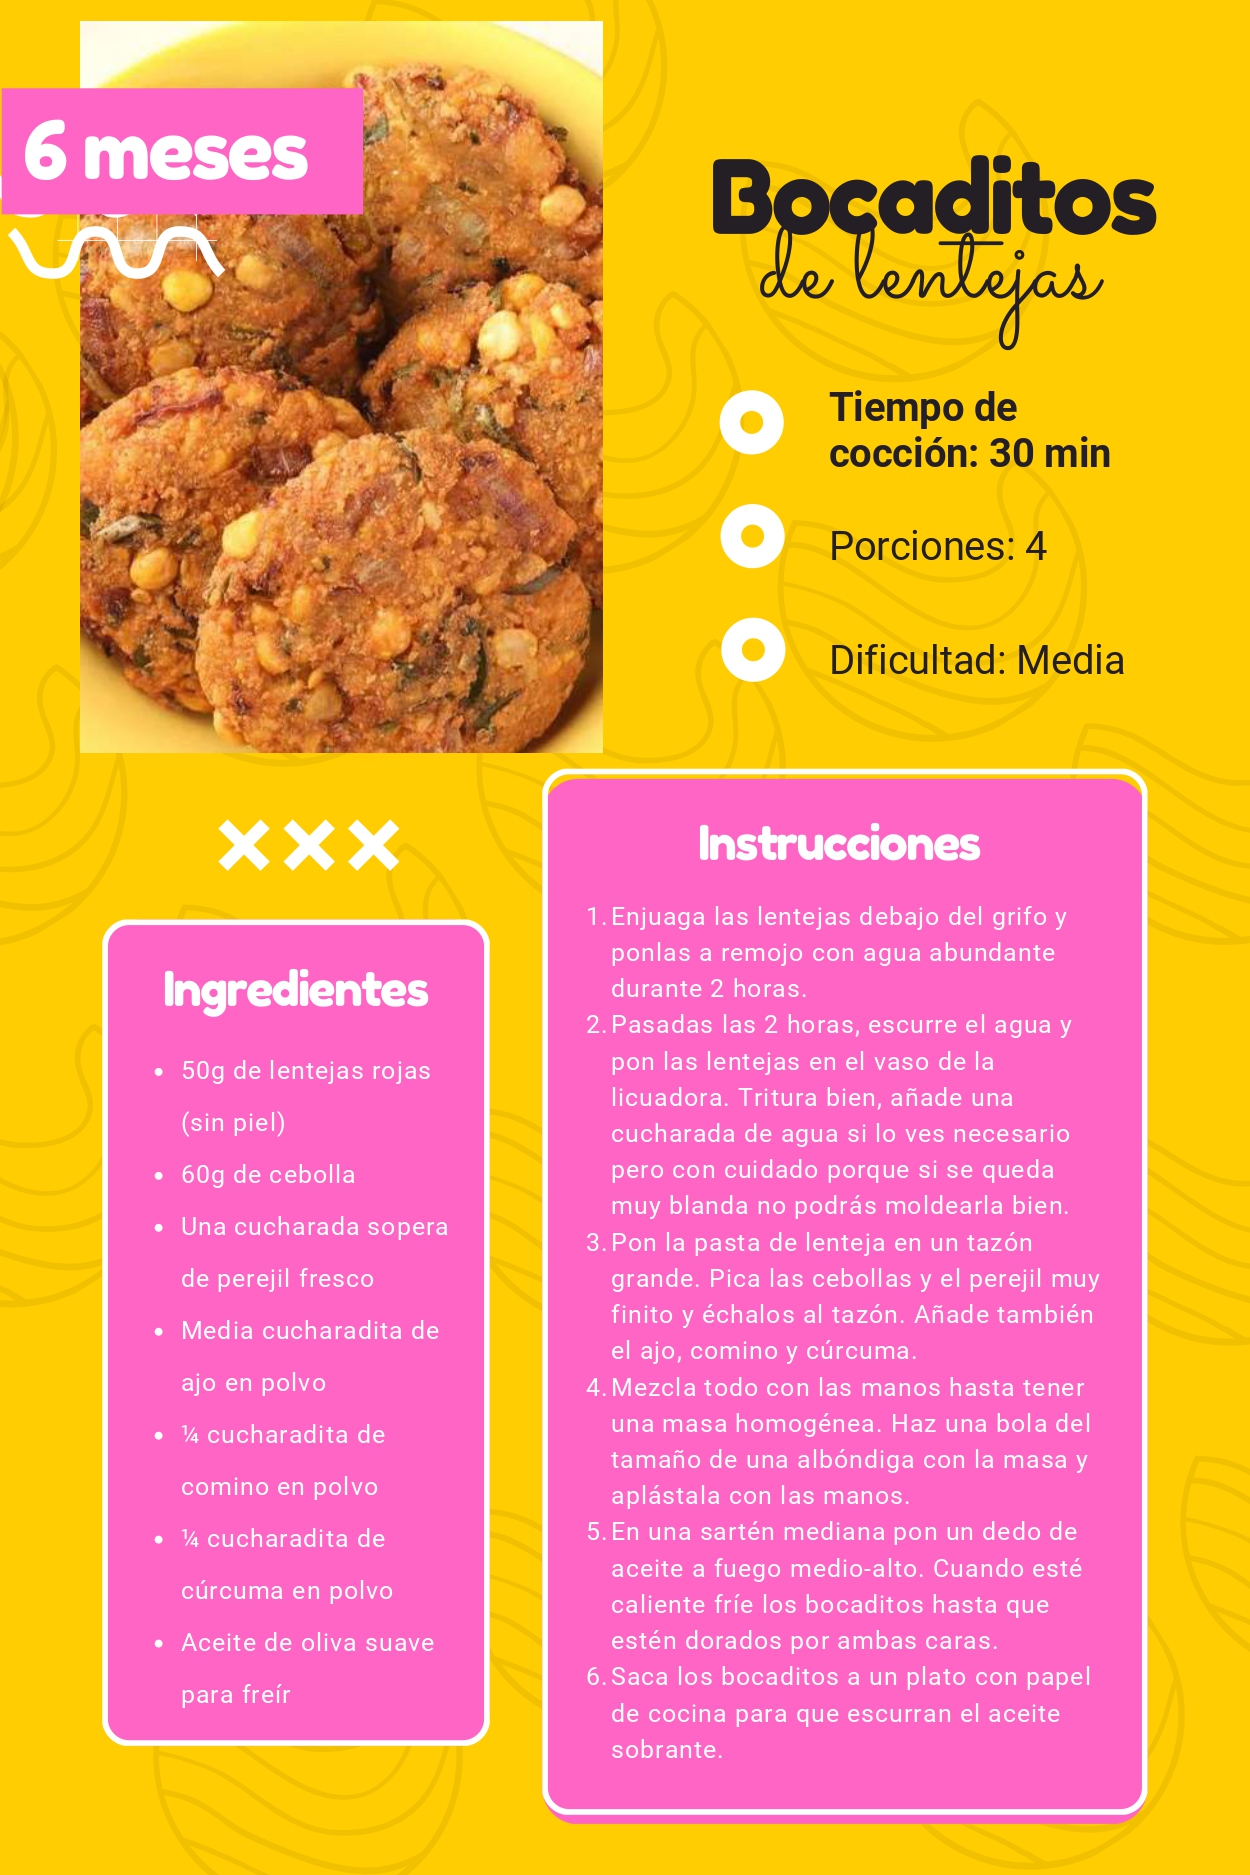 6 meses
Bocaditos
de lentejas
Tiempo de
cocción: 30 min
Porciones: 4
Dificultad: Media
Ingredientes
• 50g de lentejas rojas
(sin piel)
• 60g de cebolla
• Una cucharada sopera
de perejil fresco
• Media cucharadita de
ajo en polvo
• ¼ cucharadita de
comino en polvo
• ¼ cucharadita de
cúrcuma en polvo
• Aceite de oliva suave
para freír
Instrucciones
1. Enjuaga las lentejas debajo del grifo y
ponlas a remojo con agua abundante
durante 2 horas.
2. Pasadas las 2 horas, escurre el agua y
pon las lentejas en el vaso de la
licuadora. Tritura bien, añade una
cucharada de agua si lo ves necesario
pero con cuidado porque si se queda
muy blanda no podrás moldearla bien.
3. Pon la pasta de lenteja en un tazón
grande. Pica las cebollas y el perejil muy
finito y échalos al tazón. Añade también
el ajo, comino y cúrcuma.
4. Mezcla todo con las manos hasta tener
una masa homogénea. Haz una bola del
tamaño de una albóndiga con la masa y
aplástala con las manos.
5. En una sartén mediana pon un dedo de
aceite a fuego medio-alto. Cuando esté
caliente fríe los bocaditos hasta que
estén dorados por ambas caras.
6. Saca los bocaditos a un plato con papel
de cocina para que escurran el aceite
sobrante.